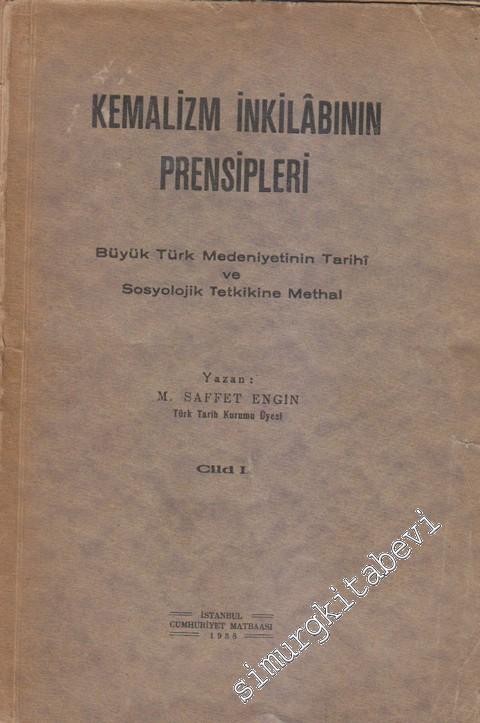 KEMALİZM İNKİLÂBININ
PRENSİPLERİ
Büyük Türk Medeniyetinin Tarihî
ve
Sosyolojik Tetkikine Methal
Yazan :
M. SAFFET ENGİN
Türk Tarih Kurumu Üyesi
Cild I
İSTANBUL
CUMHURİYET MATBAASI
1938
simurgkitabevi